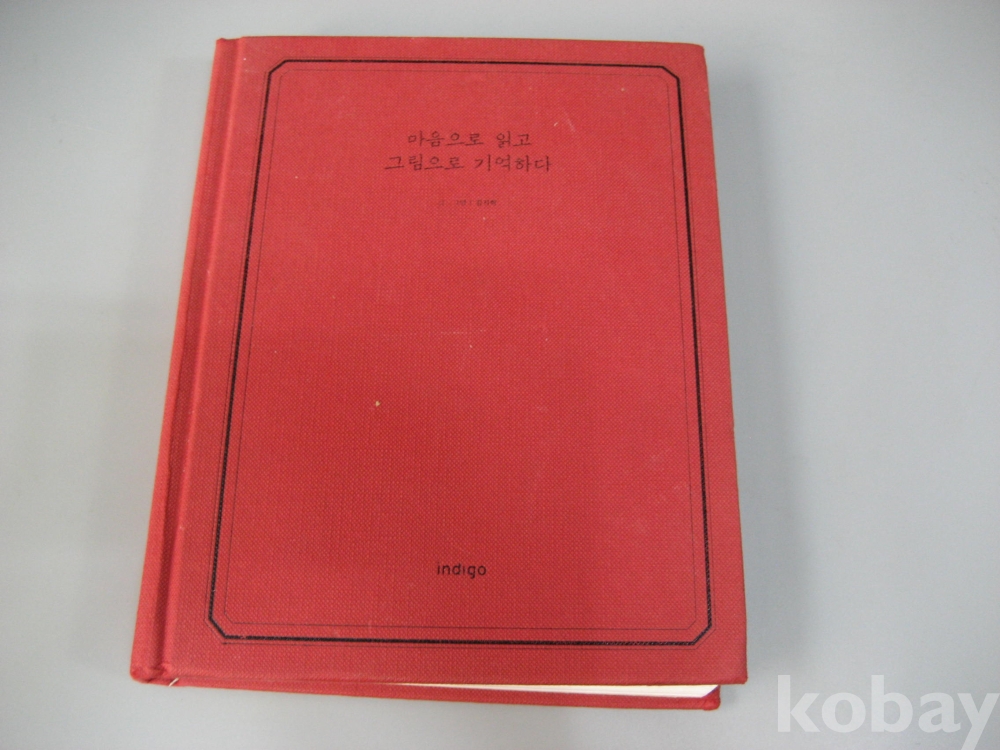 마음으로 읽고
그림으로 기억하다
indigo
kobay